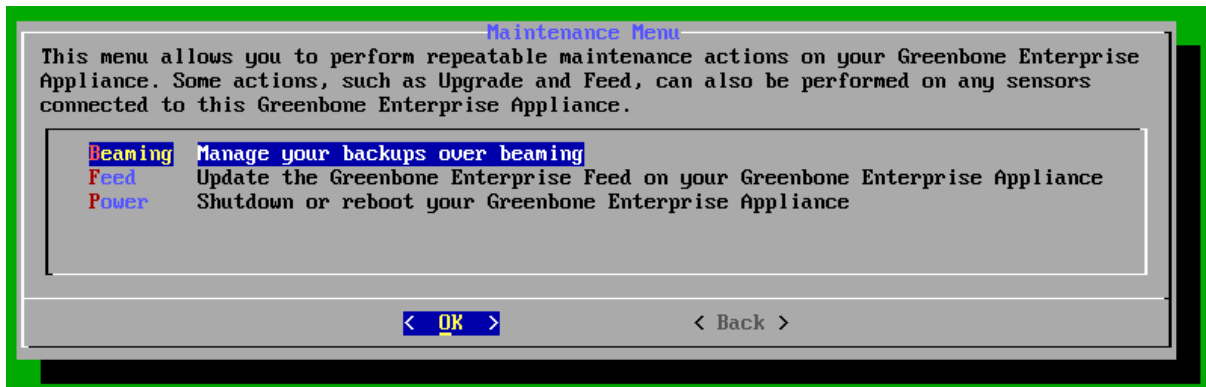 Maintenance Menu
This menu allows you to perform repeatable maintenance actions on your Greenbone Enterprise
Appliance. Some actions, such as Upgrade and Feed, can also be performed on any sensors
connected to this Greenbone Enterprise Appliance.
Beaming Manage your backups over beaming
Feed Update the Greenbone Enterprise Feed on your Greenbone Enterprise Appliance
Power Shutdown or reboot your Greenbone Enterprise Appliance
< OK > < Back >